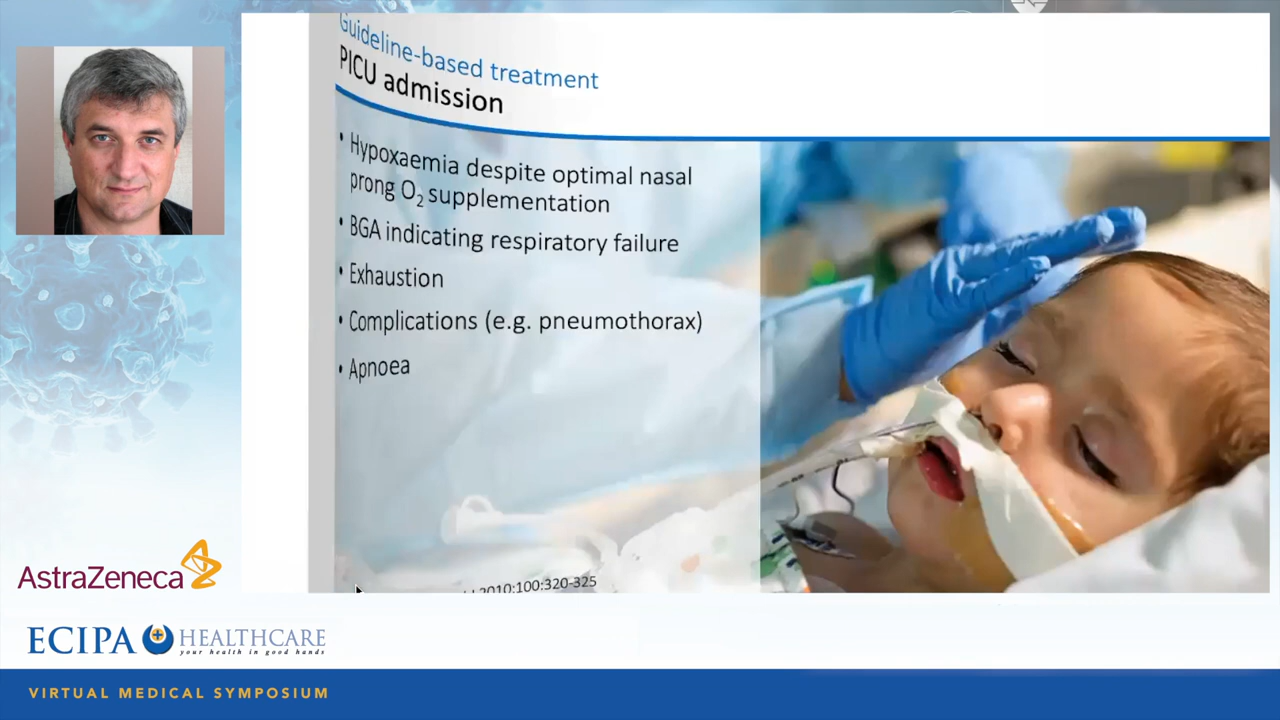 Guideline-based treatment
PICU admission
• Hypoxaemia despite optimal nasal
prong O₂ supplementation
• BGA indicating respiratory failure
• Exhaustion
• Complications (e.g. pneumothorax)
• Apnoea
2010;100:320-325
AstraZeneca
ECIPA HEALTHCARE
your health in good hands
VIRTUAL MEDICAL SYMPOSIUM